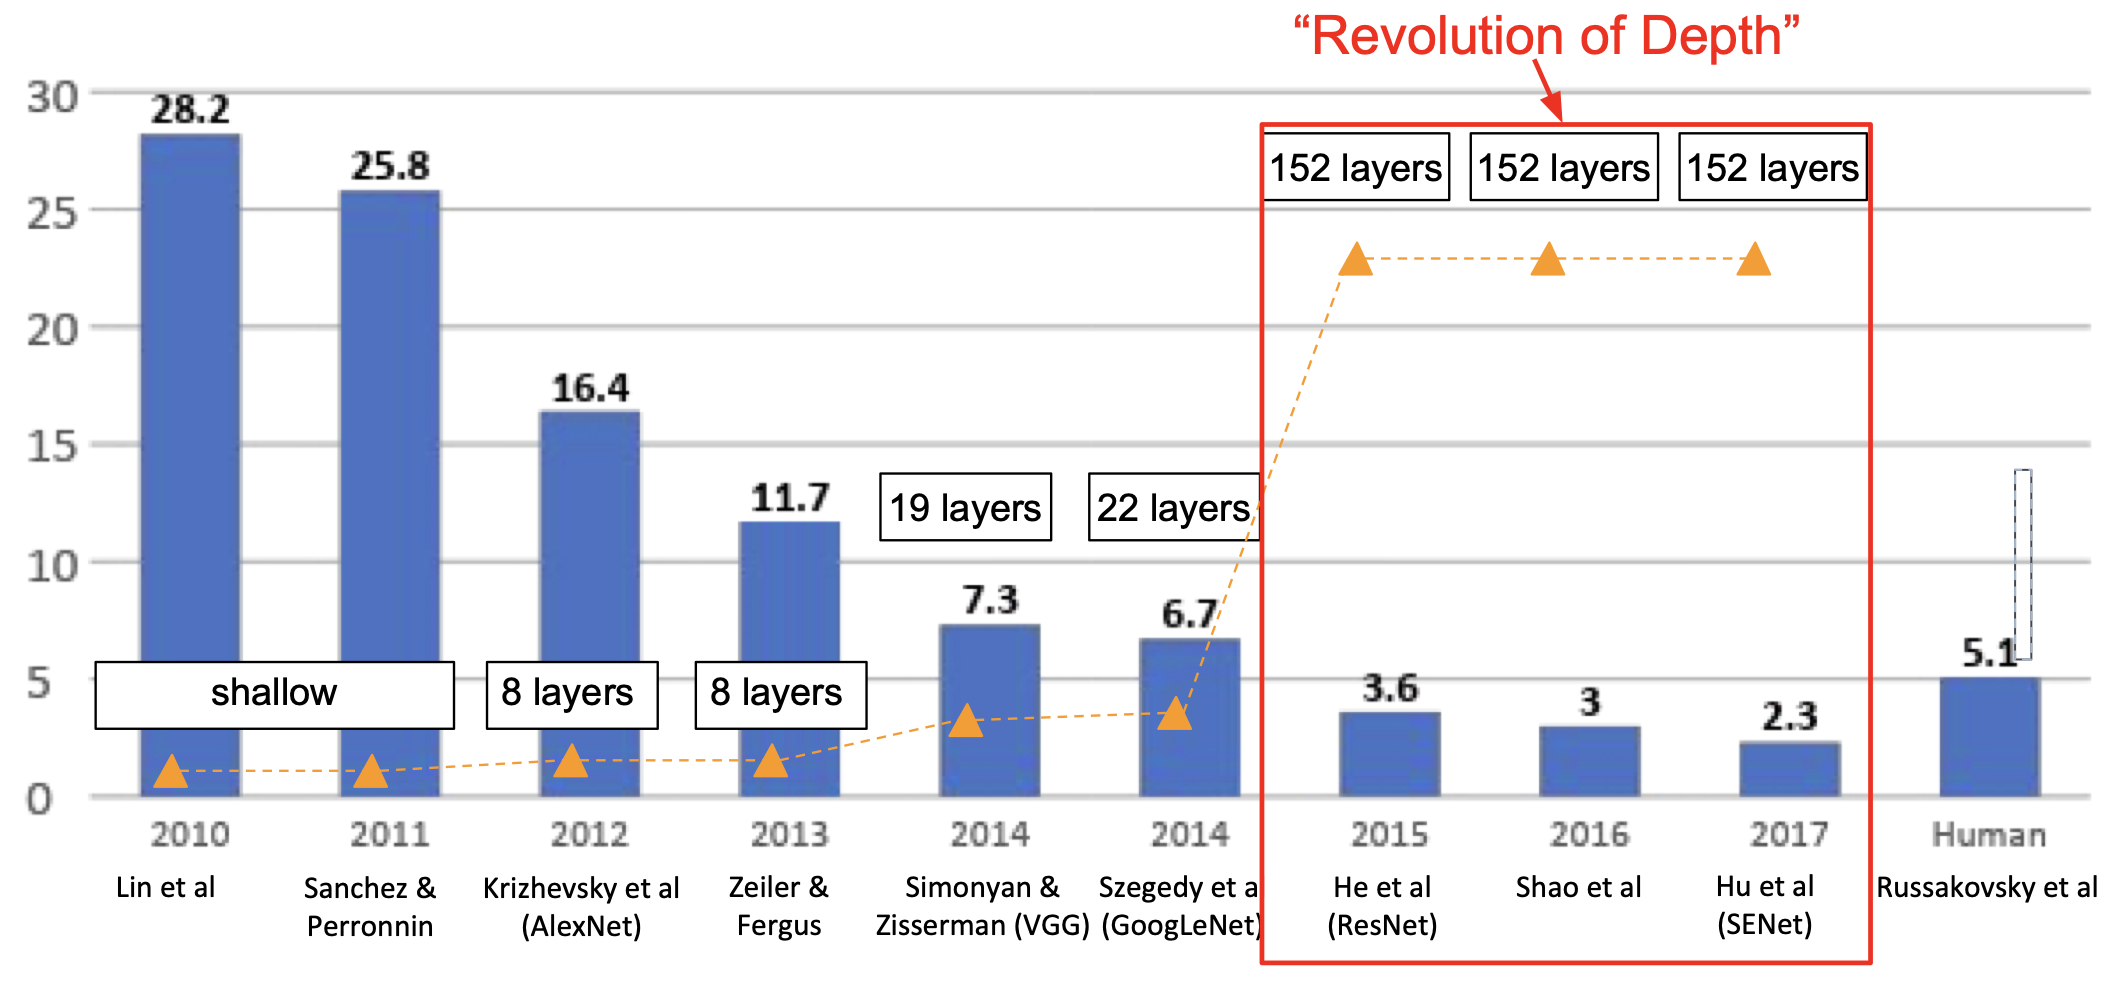 “Revolution of Depth”
30
25
20
15
10
5
0
28.2
25.8
16.4
11.7
7.3
6.7
3.6
3
2.3
5.1
shallow
8 layers
8 layers
19 layers
22 layers
152 layers
152 layers
152 layers
2010
2011
2012
2013
2014
2014
2015
2016
2017
Human
Lin et al
Sanchez &
Perronnin
Krizhevsky et al
(AlexNet)
Zeiler &
Fergus
Simonyan &
Zisserman (VGG)
Szegedy et a
(GoogLeNet)
He et al
(ResNet)
Shao et al
Hu et al
(SENet)
Russakovsky et al